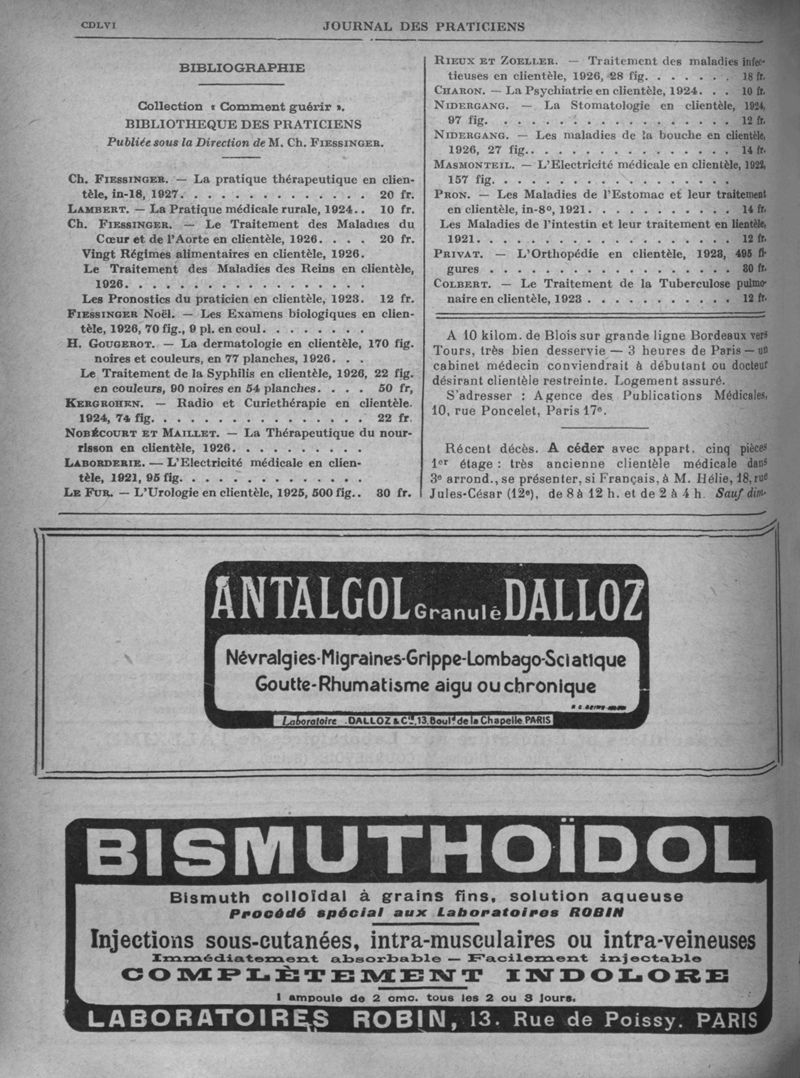 CDLVI
JOURNAL DES PRATICIENS
BIBLIOGRAPHIE
Collection « Comment guérir ».
BIBLIOTHEQUE DES PRATICIENS
Publiée sous la Direction de M. Ch. FIESSINGER.
Ch. FIESSINGER. — La pratique thérapeutique en clien-
tèle, in-18, 1927. . . . . . . . . . . . . . 20 fr.
LAMBERT. — La Pratique médicale rurale, 1924. . 10 fr.
Ch. FIESSINGER. — Le Traitement des Maladies du
Cœur et de l'Aorte en clientèle, 1926. . . . 20 fr.
Vingt Régimes alimentaires en clientèle, 1926.
Le Traitement des Maladies des Reins en clientèle,
1926. . . . . . . . . . . . . . . . . .
Les Pronostics du praticien en clientèle, 1923. 12 fr.
FIESSINGER Noël. — Les Examens biologiques en clien-
tèle, 1926, 70 fig., 9 pl. en coul. . . . . . . .
H. GOUGEROT. — La dermatologie en clientèle, 170 fig.
noires et couleurs, en 77 planches, 1926. . .
Le Traitement de la Syphilis en clientèle, 1926, 22 fig.
en couleurs, 90 noires en 54 planches. . . . 50 fr,
KERGROHEN. — Radio et Curiethérapie en clientèle.
1924, 74 fig. . . . . . . . . . . . . . . . 22 fr.
NOBÉCOURT ET MAILLET. — La Thérapeutique du nour-
risson en clientèle, 1926. . . . . . . . . .
LABORDERIE. — L'Electricité médicale en clien-
tèle, 1921, 95 fig. . . . . . . . . . . . . .
LE FUR. — L'Urologie en clientèle, 1925, 500 fig. . 30 fr.
RIEUX ET ZOELLER. — Traitement des maladies infec-
tieuses en clientèle, 1926, 28 fig. . . . . . . 18 fr.
CHARON. — La Psychiatrie en clientèle, 1924. . . 10 fr.
NIDERGANG. — La Stomatologie en clientèle, 1924,
97 fig. . . . . . . . . . . . . . . . . . 12 fr.
NIDERGANG. — Les maladies de la bouche en clientèle,
1926, 27 fig. . . . . . . . . . . . . . . . 14 fr.
MASMONTEIL. — L'Electricité médicale en clientèle, 1922,
157 fig. . . . . . . . . . . . . . . . . .
PRON. — Les Maladies de l'Estomac et leur traitement
en clientèle, in-8º, 1921. . . . . . . . . . . 14 fr.
Les Maladies de l'intestin et leur traitement en lientèle,
1921. . . . . . . . . . . . . . . . . . . 12 fr.
PRIVAT. — L'Orthopédie en clientèle, 1923, 495 fi-
gures . . . . . . . . . . . . . . . . . . 30 fr.
COLBERT. — Le Traitement de la Tuberculose pulmo-
naire en clientèle, 1923 . . . . . . . . . . . 12 fr.
A 10 kilom. de Blois sur grande ligne Bordeaux vers
Tours, très bien desservie — 3 heures de Paris — un
cabinet médecin conviendrait à débutant ou docteur
désirant clientèle restreinte. Logement assuré.
S'adresser : Agence des Publications Médicales,
10, rue Poncelet, Paris 17e.
Récent décès. A céder avec appart. cinq pièces
1er étage : très ancienne clientèle médicale dans
3e arrond., se présenter, si Français, à M. Hélie, 18, rue
Jules-César (12e), de 8 à 12 h. et de 2 à 4 h. Sauf dim.
ANTALGOL Granulé DALLOZ
Névralgies-Migraines-Grippe-Lombago-Sciatique
Goutte-Rhumatisme aigu ou chronique
Laboratoire .DALLOZ & Cie, 13. Bould de la Chapelle. PARIS
BISMUTHOÏDOL
Bismuth colloïdal à grains fins, solution aqueuse
Procédé spécial aux Laboratoires ROBIN
Injections sous-cutanées, intra-musculaires ou intra-veineuses
Immédiatement absorbable — Facilement injectable
COMPLÈTEMENT INDOLORE
1 ampoule de 2 cmc. tous les 2 ou 3 jours.
LABORATOIRES ROBIN, 13. Rue de Poissy. PARIS